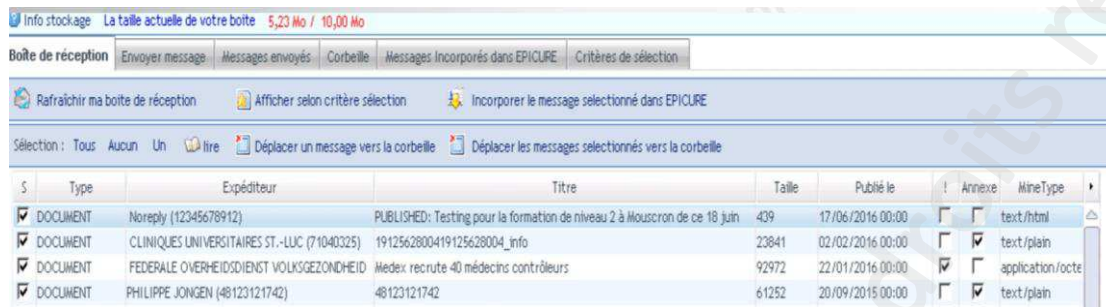 Info stockage La taille actuelle de votre boite 5,23 Mo / 10,00 Mo
Boîte de réception Envoyer message Messages envoyés Corbeille Messages Incorporés dans EPICURE Critères de sélection
Rafraîchir ma boite de réception Afficher selon critère sélection Incorporer le message selectionné dans EPICURE
Sélection : Tous Aucun Un lire Déplacer un message vers la corbeille Déplacer les messages selectionnés vers la corbeille
S Type Expéditeur Titre Taille Publié le ! Annexe MineType
DOCUMENT Noreply (12345678912) PUBLISHED: Testing pour la formation de niveau 2 à Mouscron de ce 18 juin 439 17/06/2016 00:00 text/html
DOCUMENT CLINIQUES UNIVERSITAIRES ST.-LUC (71040325) 1912562800419125628004_info 23841 02/02/2016 00:00 text/plain
DOCUMENT FEDERALE OVERHEIDSDIENST VOLKSGEZONDHEID Medex recrute 40 médecins contrôleurs 92972 22/01/2016 00:00 application/octe
DOCUMENT PHILIPPE JONGEN (48123121742) 48123121742 61252 20/09/2015 00:00 text/plain